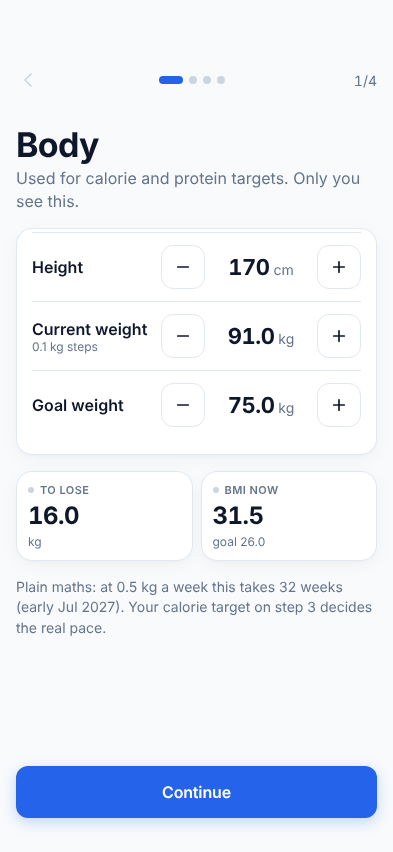 1/4
Body
Used for calorie and protein targets. Only you
see this.
Height
− 170 cm +
Current weight
0.1 kg steps
− 91.0 kg +
Goal weight
− 75.0 kg +
TO LOSE
16.0
kg
BMI NOW
31.5
goal 26.0
Plain maths: at 0.5 kg a week this takes 32 weeks
(early Jul 2027). Your calorie target on step 3 decides
the real pace.
Continue